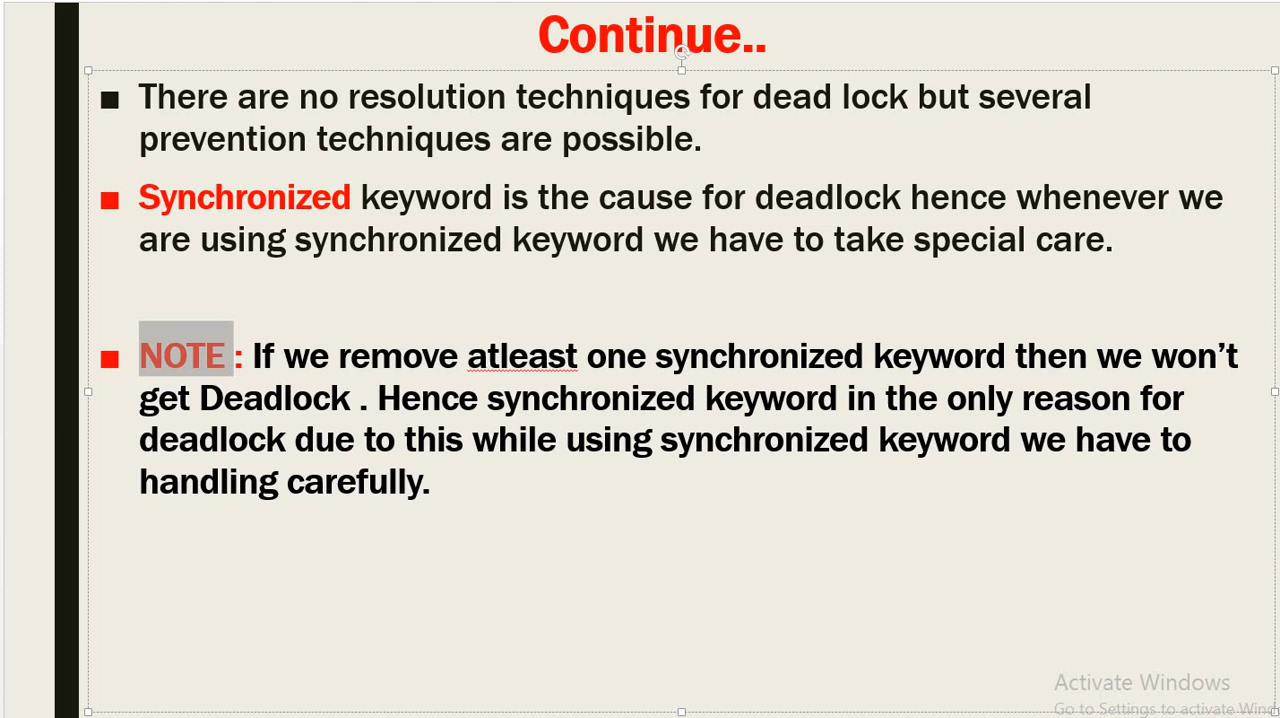 Continue..
There are no resolution techniques for dead lock but several
prevention techniques are possible.
Synchronized keyword is the cause for deadlock hence whenever we
are using synchronized keyword we have to take special care.
NOTE : If we remove atleast one synchronized keyword then we won’t
get Deadlock . Hence synchronized keyword in the only reason for
deadlock due to this while using synchronized keyword we have to
handling carefully.
Activate Windows
Go to Settings to activate Wind